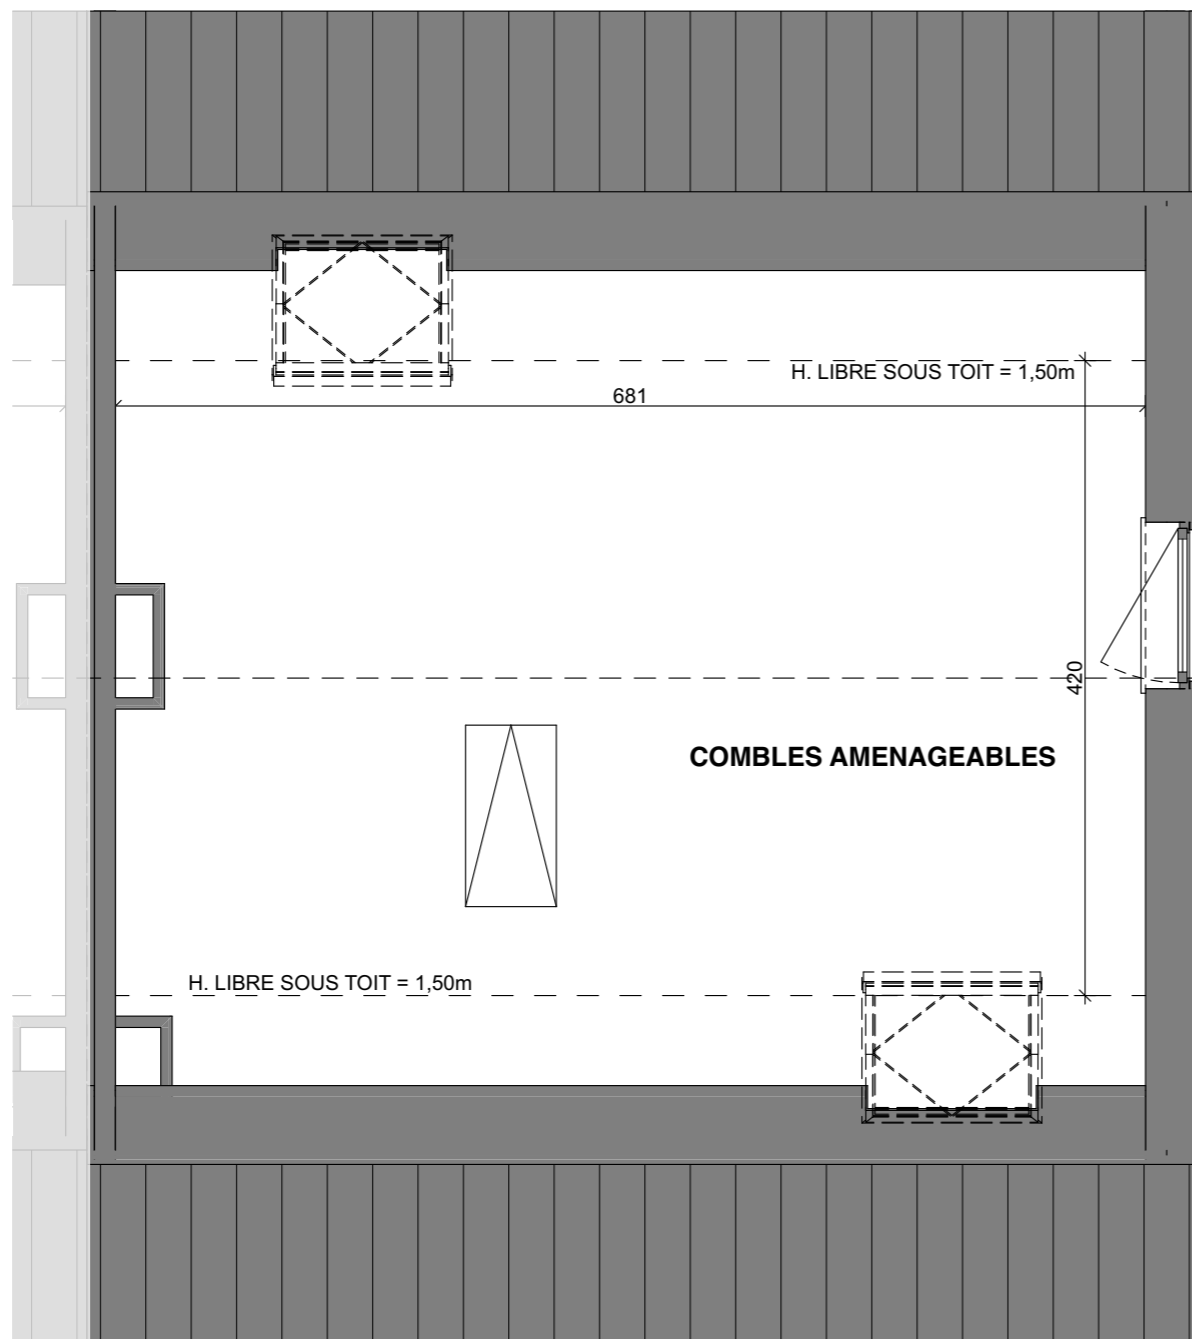 H. LIBRE SOUS TOIT = 1,50m
681
420
COMBLES AMENAGEABLES
H. LIBRE SOUS TOIT = 1,50m